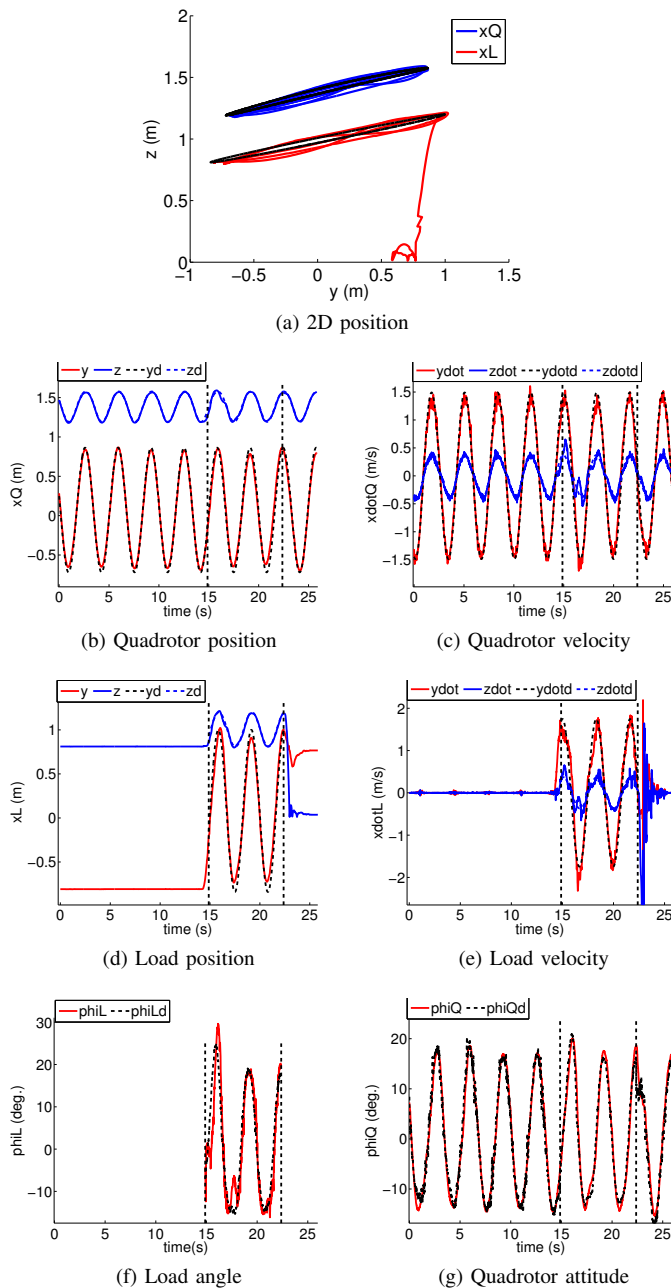 2
1.5
1
0.5
0
z (m)
−1 −0.5 0 0.5 1 1.5
y (m)
xQ
xL
(a) 2D position
y z yd zd
1.5
1
0.5
0
−0.5
xQ (m)
0 5 10 15 20 25
time (s)
(b) Quadrotor position
ydot zdot ydotd zdotd
1.5
1
0.5
0
−0.5
−1
−1.5
xdotQ (m/s)
0 5 10 15 20 25
time (s)
(c) Quadrotor velocity
y z yd zd
1
0.5
0
−0.5
xL (m)
0 5 10 15 20 25
time (s)
(d) Load position
ydot zdot ydotd zdotd
2
1
0
−1
−2
xdotL (m/s)
0 5 10 15 20 25
time (s)
(e) Load velocity
phiL phiLd
30
20
10
0
−10
phiL (deg.)
0 5 10 15 20 25
time(s)
(f) Load angle
phiQ phiQd
20
10
0
−10
phiQ (deg.)
0 5 10 15 20 25
time (s)
(g) Quadrotor attitude